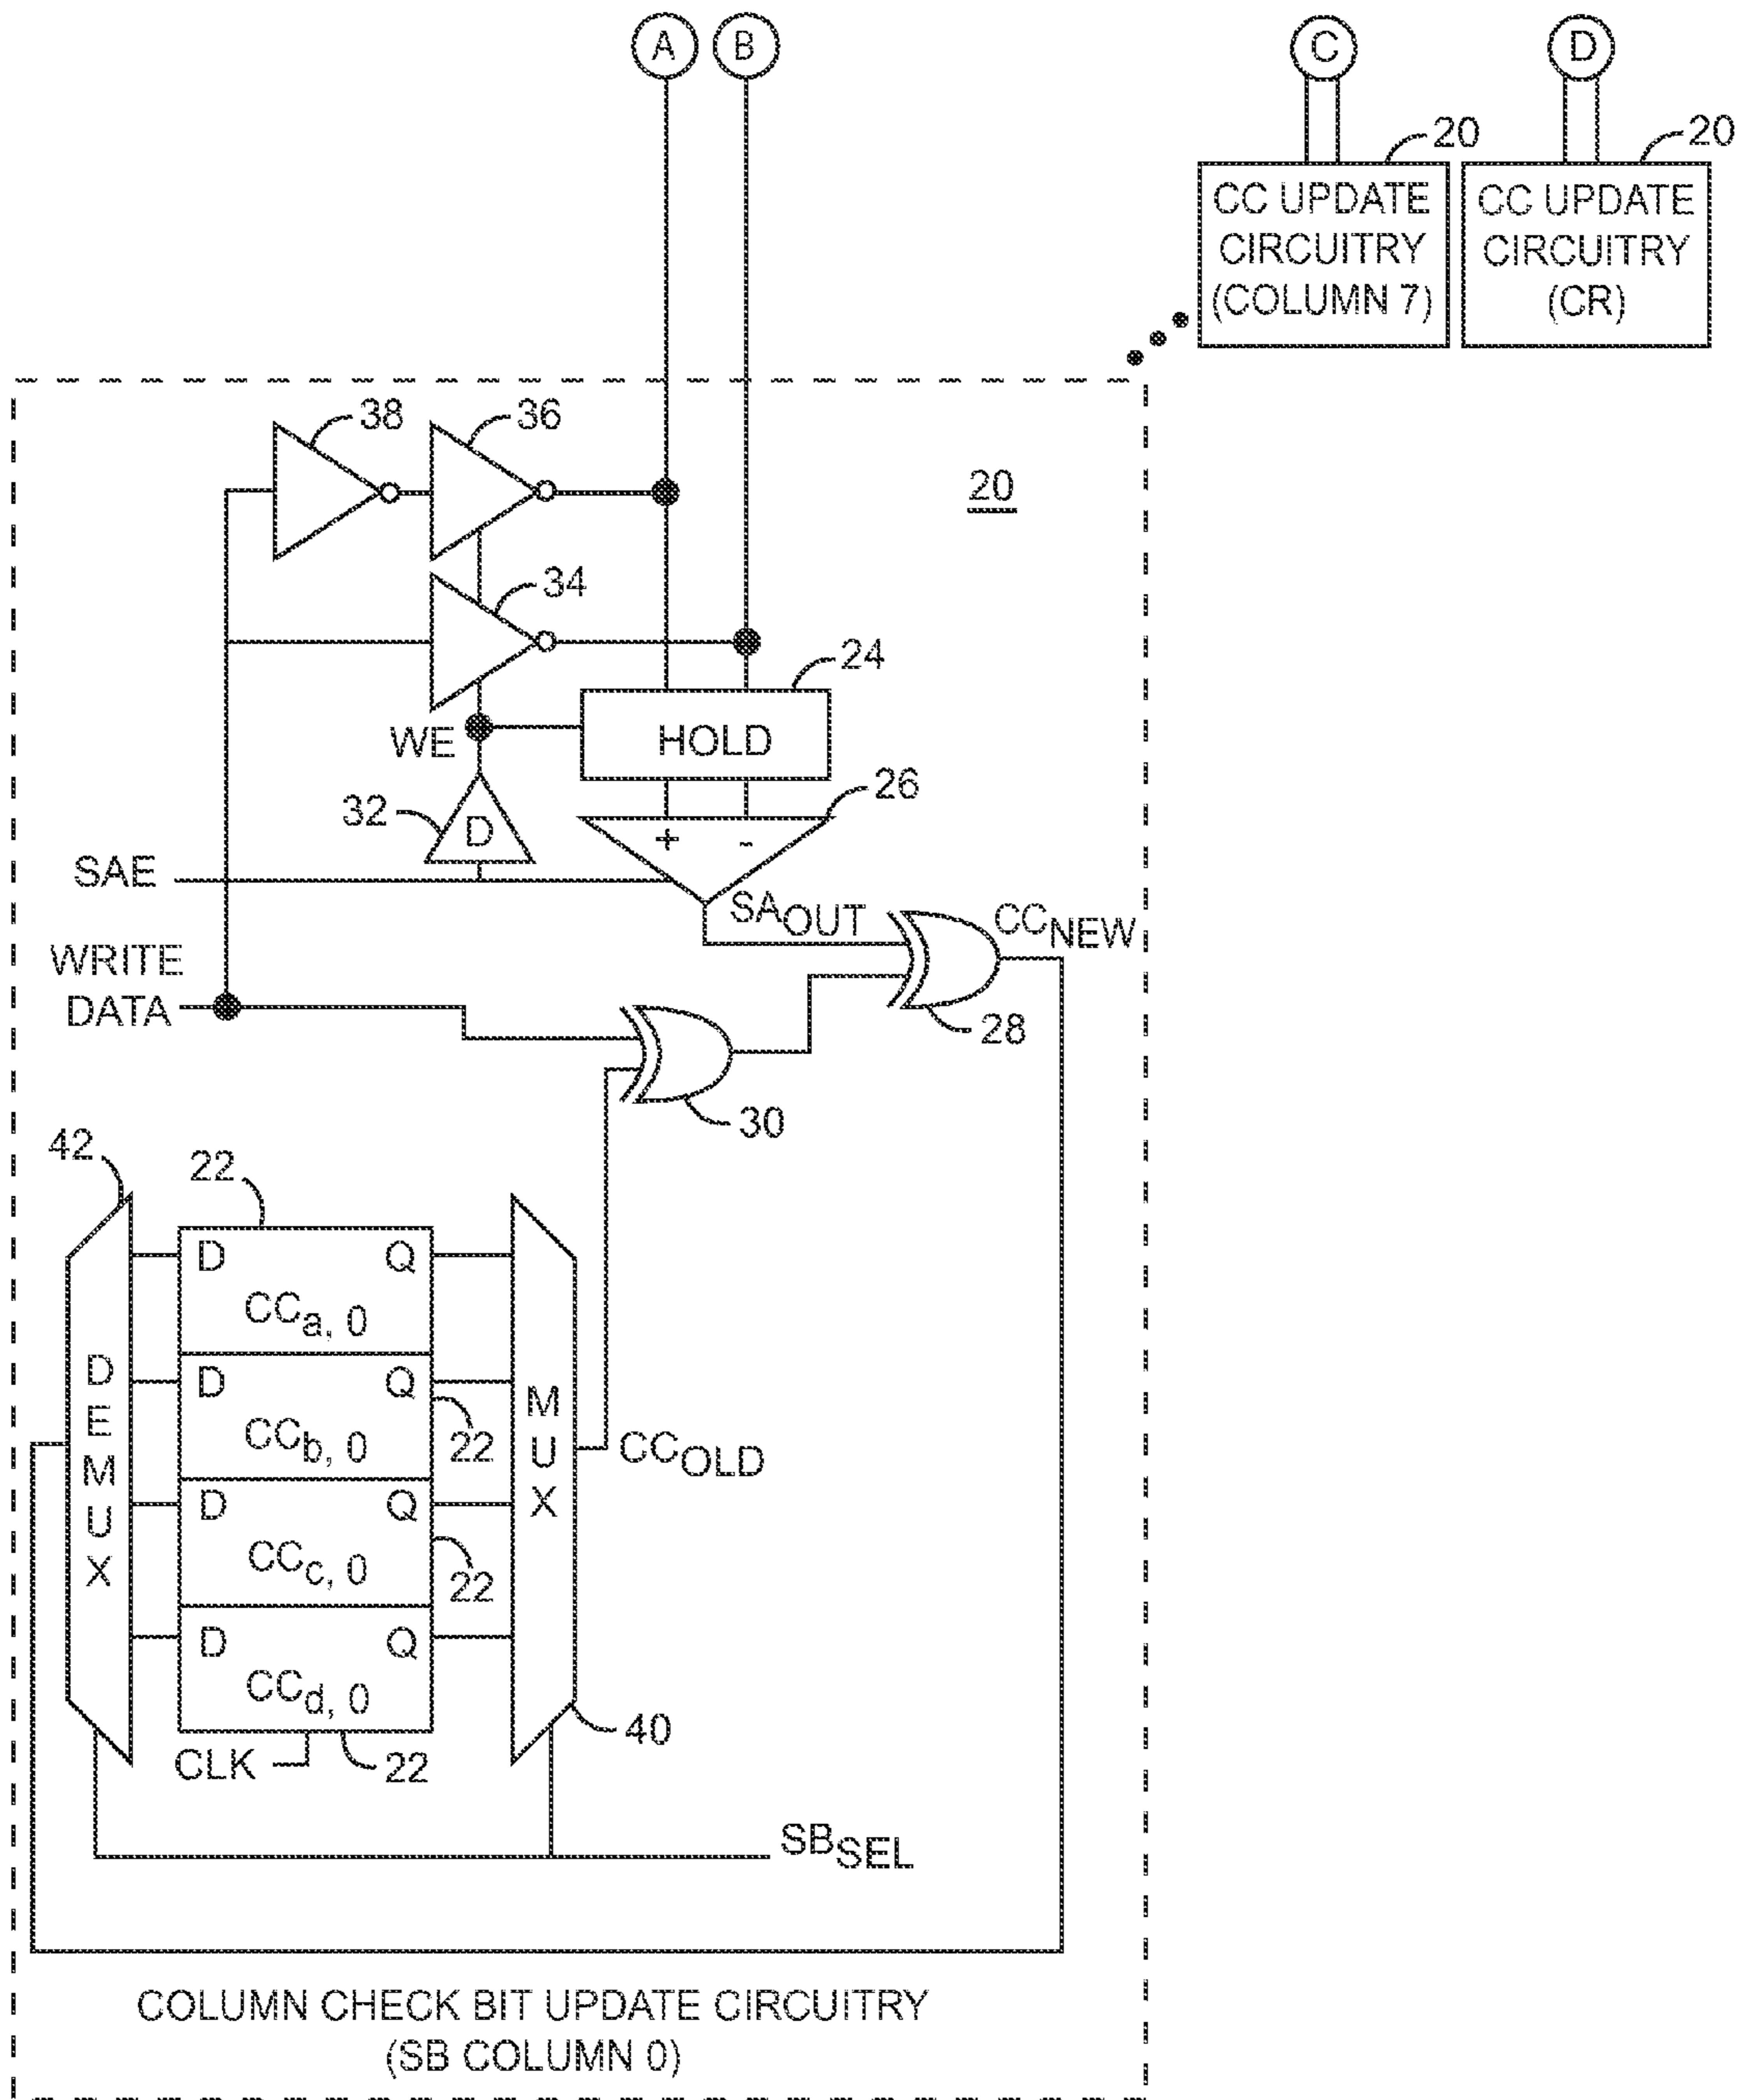 A B C D
20 20
CC UPDATE
CIRCUITRY
(COLUMN 7)
CC UPDATE
CIRCUITRY
(CR)
38 36
20
34
24
WE
HOLD
26
32
D
+ -
SAE
SAOUT
CCNEW
WRITE
DATA
28
30
42
22
D Q
CCa, 0
D Q
CCb, 0
22
D Q
CCc, 0
22
D Q
CCd, 0
DEMUX
MUX
CCOLD
40
CLK
22
SBSEL
COLUMN CHECK BIT UPDATE CIRCUITRY
(SB COLUMN 0)